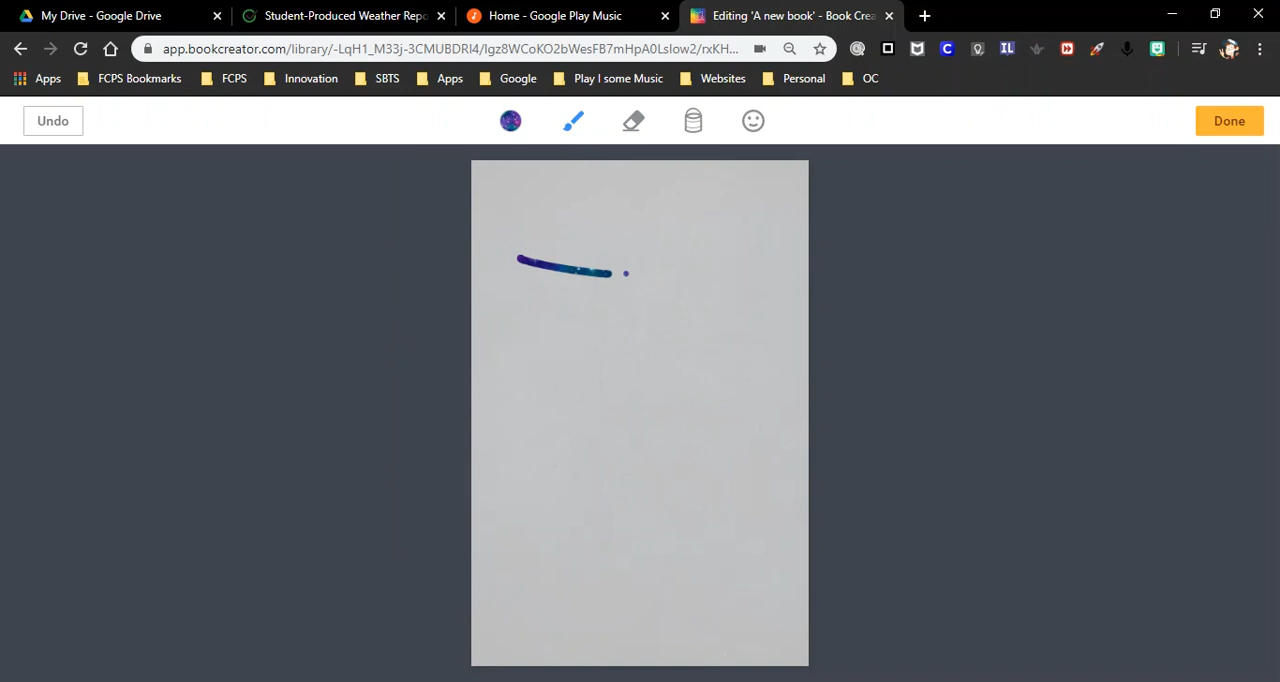 My Drive - Google Drive
Student-Produced Weather Repo
Home - Google Play Music
Editing 'A new book' - Book Crea
app.bookcreator.com/library/-LqH1_M33j-3CMUBDRl4/Igz8WCoKO2bWesFB7mHpA0LsIow2/rxKH...
Apps
FCPS Bookmarks
FCPS
Innovation
SBTS
Apps
Google
Play I some Music
Websites
Personal
OC
Undo
Done